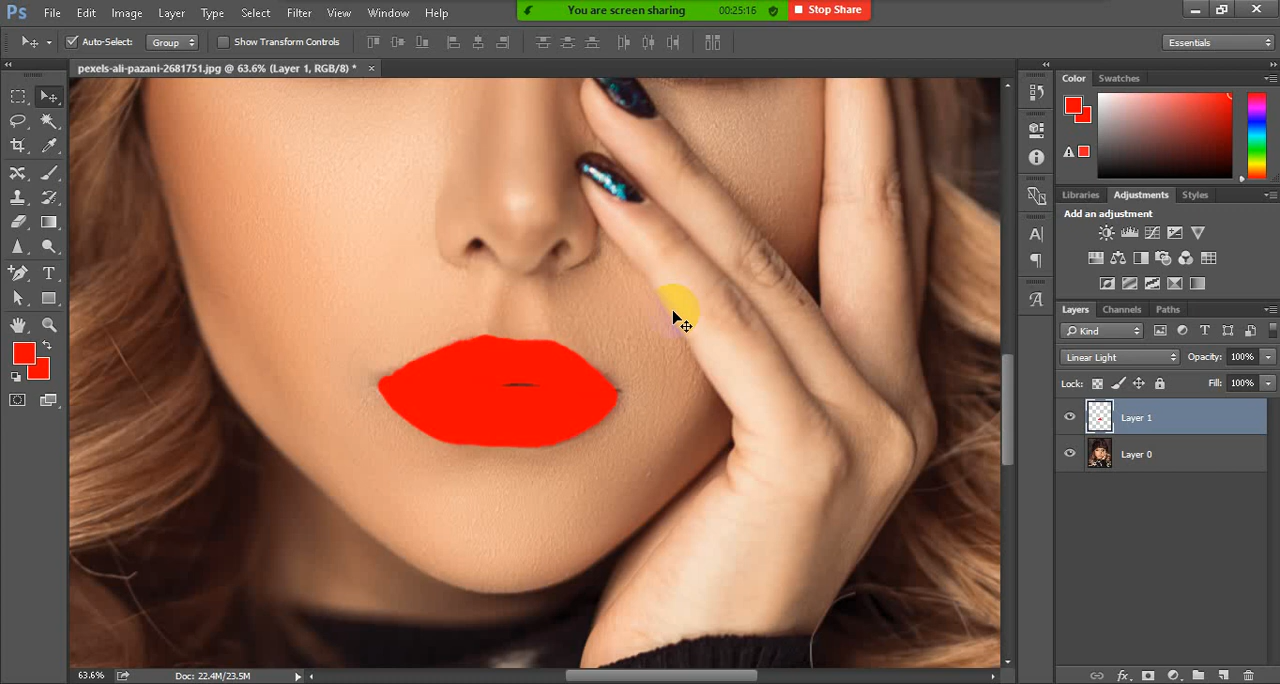 Ps File Edit Image Layer Type Select Filter View Window Help
You are screen sharing 00:25:16 Stop Share
Auto-Select: Group Show Transform Controls Essentials
pexels-ali-pazani-2681751.jpg @ 63.6% (Layer 1, RGB/8) *
Color Swatches
Libraries Adjustments Styles
Add an adjustment
Layers Channels Paths
Kind
Linear Light Opacity: 100%
Lock: Fill: 100%
Layer 1
Layer 0
63.6% Doc: 22.4M/23.5M